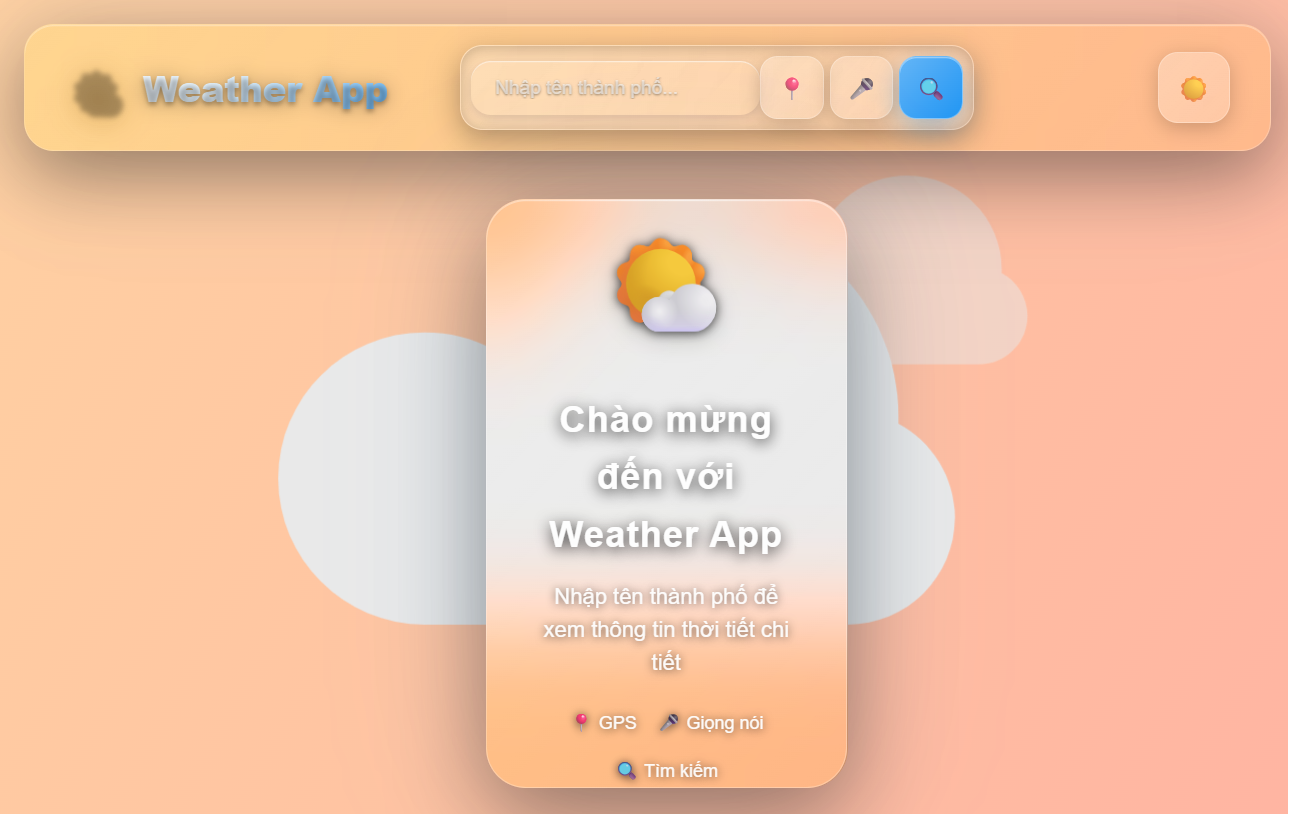 Weather App
Nhập tên thành phố...
Chào mừng
đến với
Weather App
Nhập tên thành phố để
xem thông tin thời tiết chi
tiết
GPS
Giọng nói
Tìm kiếm